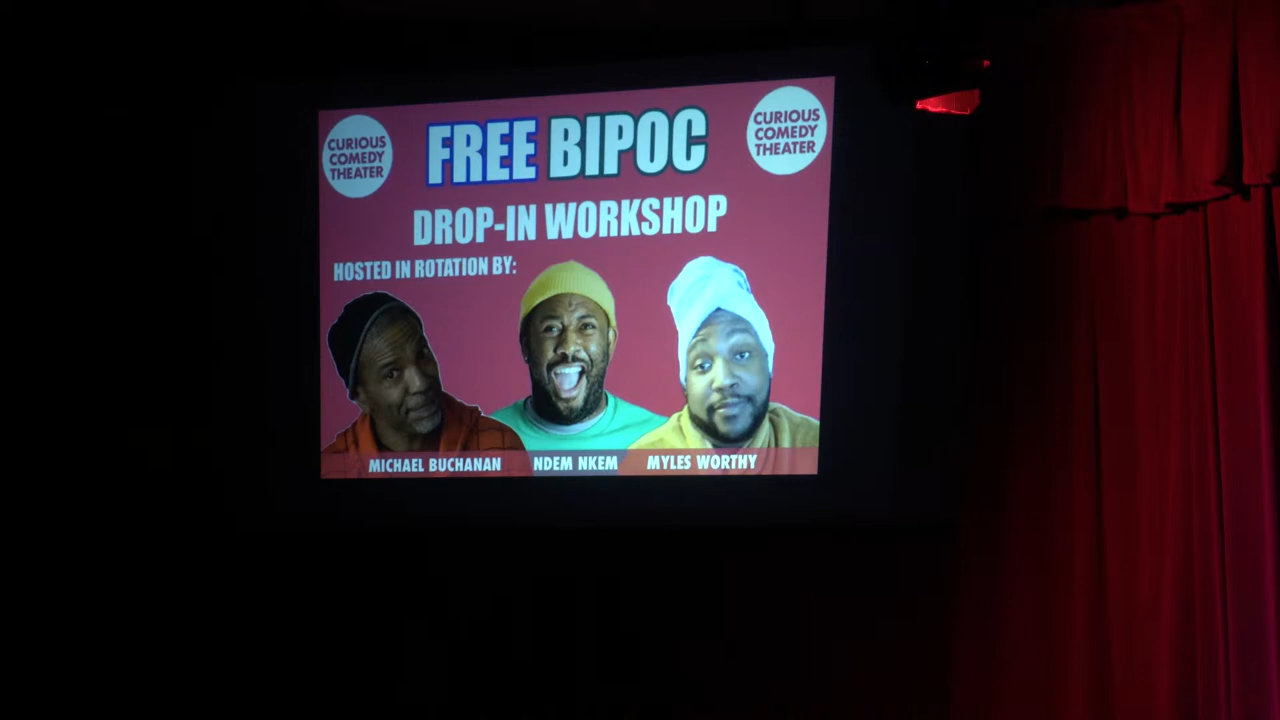 CURIOUS
COMEDY
THEATER
FREE BIPOC
CURIOUS
COMEDY
THEATER
DROP-IN WORKSHOP
HOSTED IN ROTATION BY:
MICHAEL BUCHANAN
NDEM NKEM
MYLES WORTHY